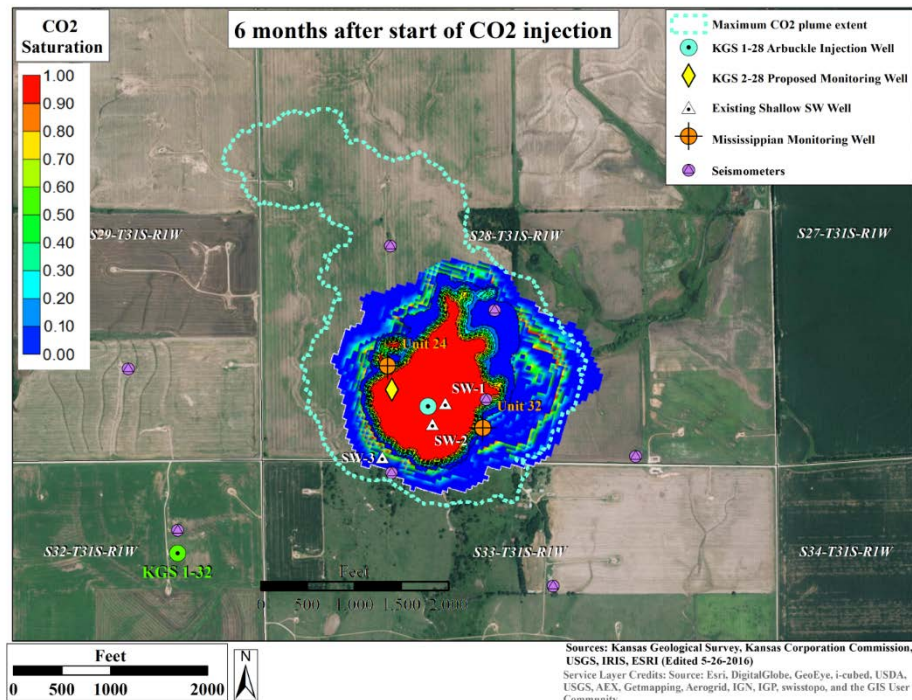 CO2
Saturation
1.00
0.90
0.80
0.70
0.60
0.50
0.40
0.30
0.20
0.10
0.00
6 months after start of CO2 injection
Maximum CO2 plume extent
KGS 1-28 Arbuckle Injection Well
KGS 2-28 Proposed Monitoring Well
Existing Shallow SW Well
Mississippian Monitoring Well
Seismometers
S29-T31S-R1W
S28-T31S-R1W
S27-T31S-R1W
Unit 24
SW-1
Unit 32
SW-2
SW-3
S32-T31S-R1W
S33-T31S-R1W
S34-T31S-R1W
KGS 1-32
Feet
0 500 1,000 1,500 2,000
Feet
0 500 1000 2000
N
Sources: Kansas Geological Survey, Kansas Corporation Commission,
USGS, IRIS, ESRI (Edited 5-26-2016)
Service Layer Credits: Source: Esri, DigitalGlobe, GeoEye, i-cubed, USDA,
USGS, AEX, Getmapping, Aerogrid, IGN, IGP, swisstopo, and the GIS User
Community